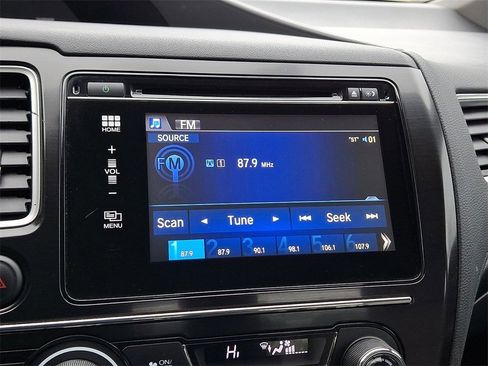 FM
HOME
SOURCE
"ST" 01
+
FM 1 87.9 MHz
VOL
-
Scan ◄ Tune ► |◄◄ Seek ►►|
MENU
1 2 3 4 5 6
87.9 87.9 90.1 98.1 106.1 107.9
ON/
HI